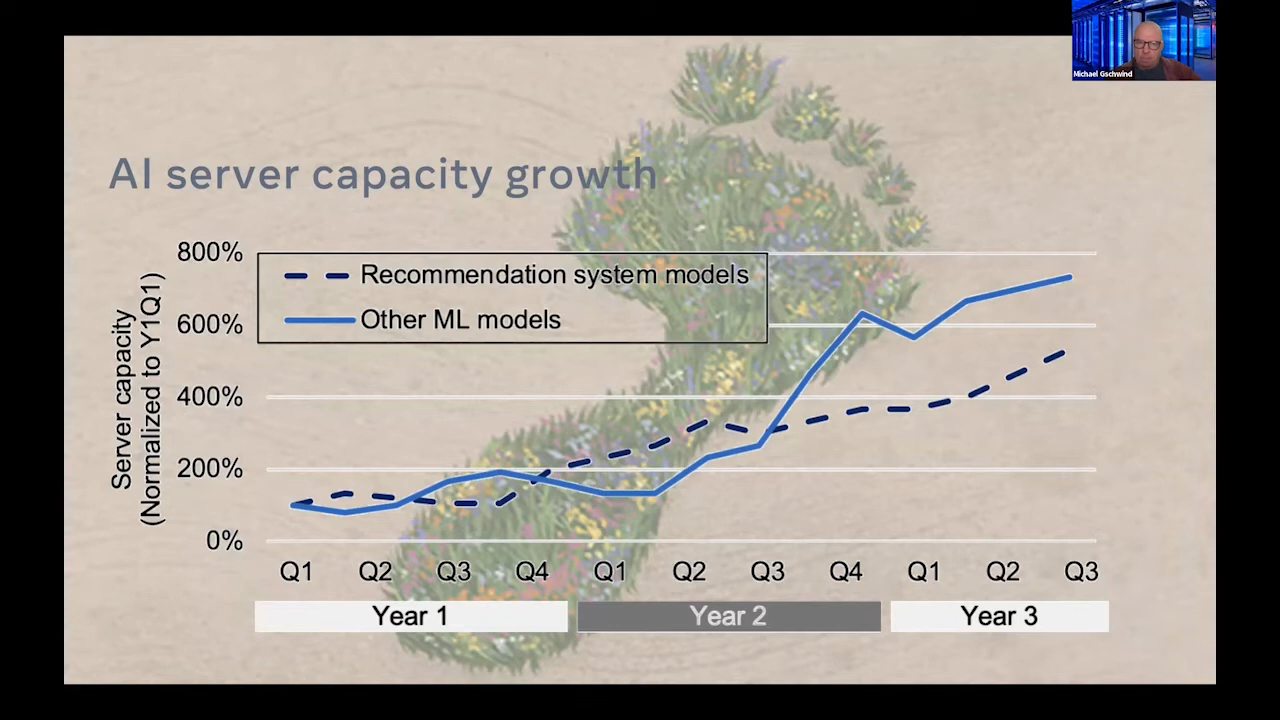 Michael Gschwind
AI server capacity growth
Server capacity
(Normalized to Y1Q1)
800%
600%
400%
200%
0%
Recommendation system models
Other ML models
Q1 Q2 Q3 Q4 Q1 Q2 Q3 Q4 Q1 Q2 Q3
Year 1 Year 2 Year 3